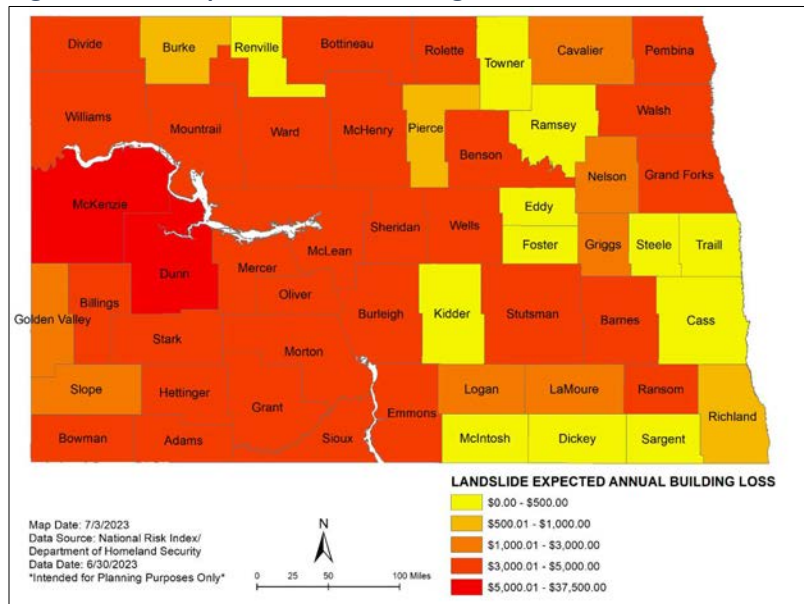 Divide
Burke
Renville
Bottineau
Rolette
Towner
Cavalier
Pembina
Williams
Mountrail
Ward
McHenry
Pierce
Benson
Ramsey
Walsh
Nelson
Grand Forks
McKenzie
Dunn
McLean
Sheridan
Wells
Eddy
Foster
Griggs
Steele
Traill
Golden Valley
Billings
Mercer
Oliver
Burleigh
Kidder
Stutsman
Barnes
Cass
Stark
Morton
Slope
Hettinger
Grant
Emmons
Logan
LaMoure
Ransom
Richland
Bowman
Adams
Sioux
McIntosh
Dickey
Sargent
LANDSLIDE EXPECTED ANNUAL BUILDING LOSS
$0.00 - $500.00
$500.01 - $1,000.00
$1,000.01 - $3,000.00
$3,000.01 - $5,000.00
$5,000.01 - $37,500.00
Map Date: 7/3/2023
Data Source: National Risk Index/
Department of Homeland Security
Data Date: 6/30/2023
*Intended for Planning Purposes Only*
N
0 25 50 100 Miles